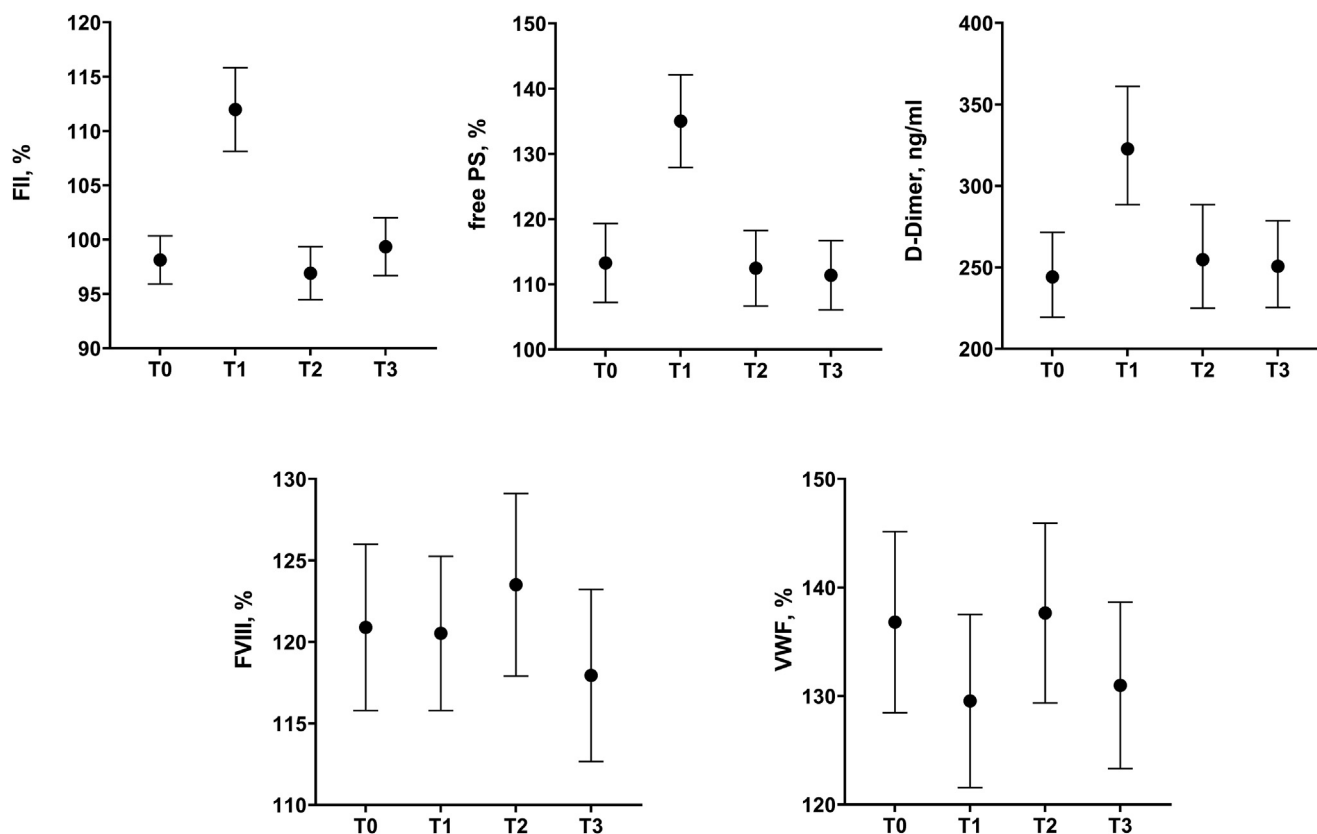 FII, %
120
115
110
105
100
95
90
T0 T1 T2 T3
free PS, %
150
140
130
120
110
100
T0 T1 T2 T3
D-Dimer, ng/ml
400
350
300
250
200
T0 T1 T2 T3
FVIII, %
130
125
120
115
110
T0 T1 T2 T3
VWF, %
150
140
130
120
T0 T1 T2 T3